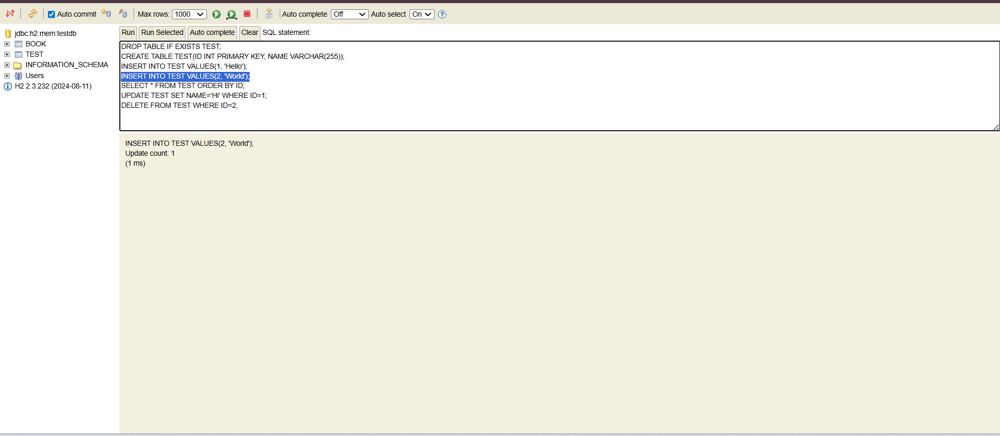 Auto commit Max rows: 1000 Auto complete Off Auto select On
jdbc:h2:mem:testdb
BOOK
TEST
INFORMATION_SCHEMA
Users
H2 2.3.232 (2024-08-11)
Run Run Selected Auto complete Clear SQL statement:
DROP TABLE IF EXISTS TEST;
CREATE TABLE TEST(ID INT PRIMARY KEY, NAME VARCHAR(255));
INSERT INTO TEST VALUES(1, 'Hello');
INSERT INTO TEST VALUES(2, 'World');
SELECT * FROM TEST ORDER BY ID;
UPDATE TEST SET NAME='Hi' WHERE ID=1;
DELETE FROM TEST WHERE ID=2;
INSERT INTO TEST VALUES(2, 'World');
Update count: 1
(1 ms)